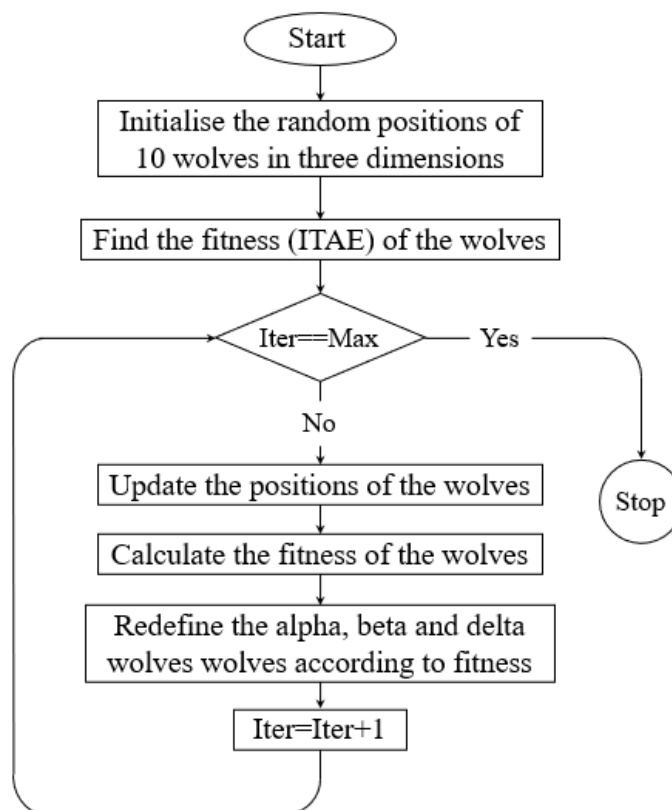 Start
Initialise the random positions of
10 wolves in three dimensions
Find the fitness (ITAE) of the wolves
Iter==Max
Yes
No
Update the positions of the wolves
Stop
Calculate the fitness of the wolves
Redefine the alpha, beta and delta
wolves wolves according to fitness
Iter=Iter+1